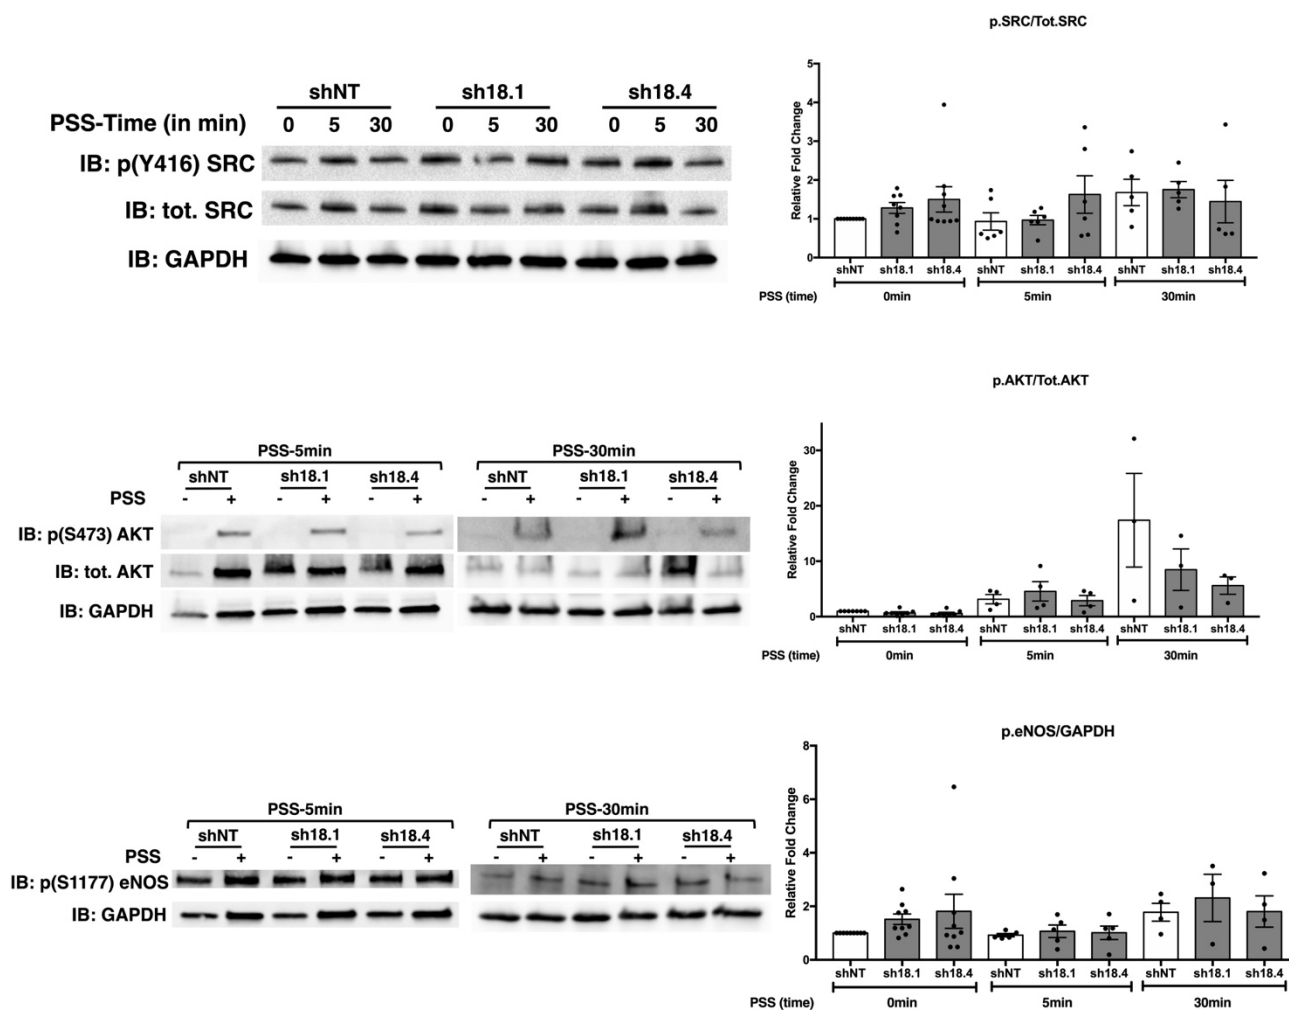 p.SRC/Tot.SRC
shNT sh18.1 sh18.4
PSS-Time (in min) 0 5 30 0 5 30 0 5 30
IB: p(Y416) SRC
IB: tot. SRC
IB: GAPDH
Relative Fold Change
5
4
3
2
1
0
shNT sh18.1 sh18.4 shNT sh18.1 sh18.4 shNT sh18.1 sh18.4
PSS (time) 0min 5min 30min
p.AKT/Tot.AKT
PSS-5min PSS-30min
shNT sh18.1 sh18.4 shNT sh18.1 sh18.4
PSS - + - + - + - + - + - +
IB: p(S473) AKT
IB: tot. AKT
IB: GAPDH
Relative Fold Change
30
20
10
0
shNT sh18.1 sh18.4 shNT sh18.1 sh18.4 shNT sh18.1 sh18.4
PSS (time) 0min 5min 30min
p.eNOS/GAPDH
PSS-5min PSS-30min
shNT sh18.1 sh18.4 shNT sh18.1 sh18.4
PSS - + - + - + - + - + - +
IB: p(S1177) eNOS
IB: GAPDH
Relative Fold Change
8
6
4
2
0
shNT sh18.1 sh18.4 shNT sh18.1 sh18.4 shNT sh18.1 sh18.4
PSS (time) 0min 5min 30min